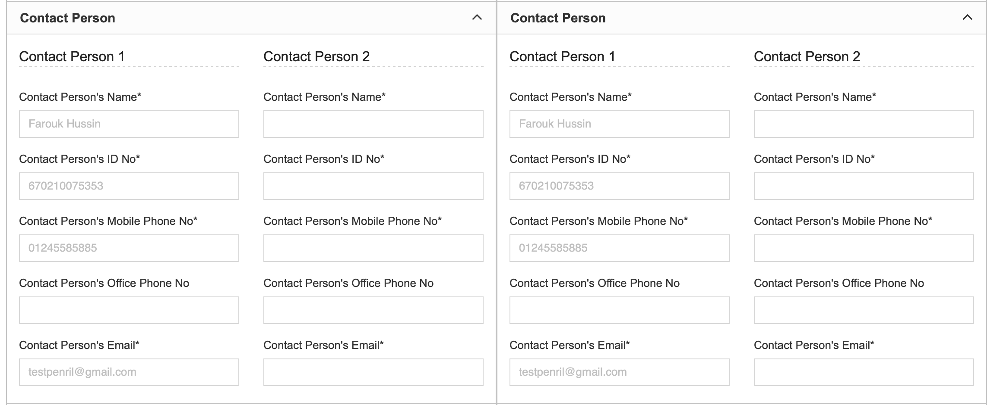 Contact Person
Contact Person
Contact Person 1
Contact Person 2
Contact Person 1
Contact Person 2
Contact Person's Name*
Contact Person's Name*
Contact Person's Name*
Contact Person's Name*
Farouk Hussin
Farouk Hussin
Contact Person's ID No*
Contact Person's ID No*
Contact Person's ID No*
Contact Person's ID No*
670210075353
670210075353
Contact Person's Mobile Phone No*
Contact Person's Mobile Phone No*
Contact Person's Mobile Phone No*
Contact Person's Mobile Phone No*
01245585885
01245585885
Contact Person's Office Phone No
Contact Person's Office Phone No
Contact Person's Office Phone No
Contact Person's Office Phone No
Contact Person's Email*
Contact Person's Email*
Contact Person's Email*
Contact Person's Email*
testpenril@gmail.com
testpenril@gmail.com